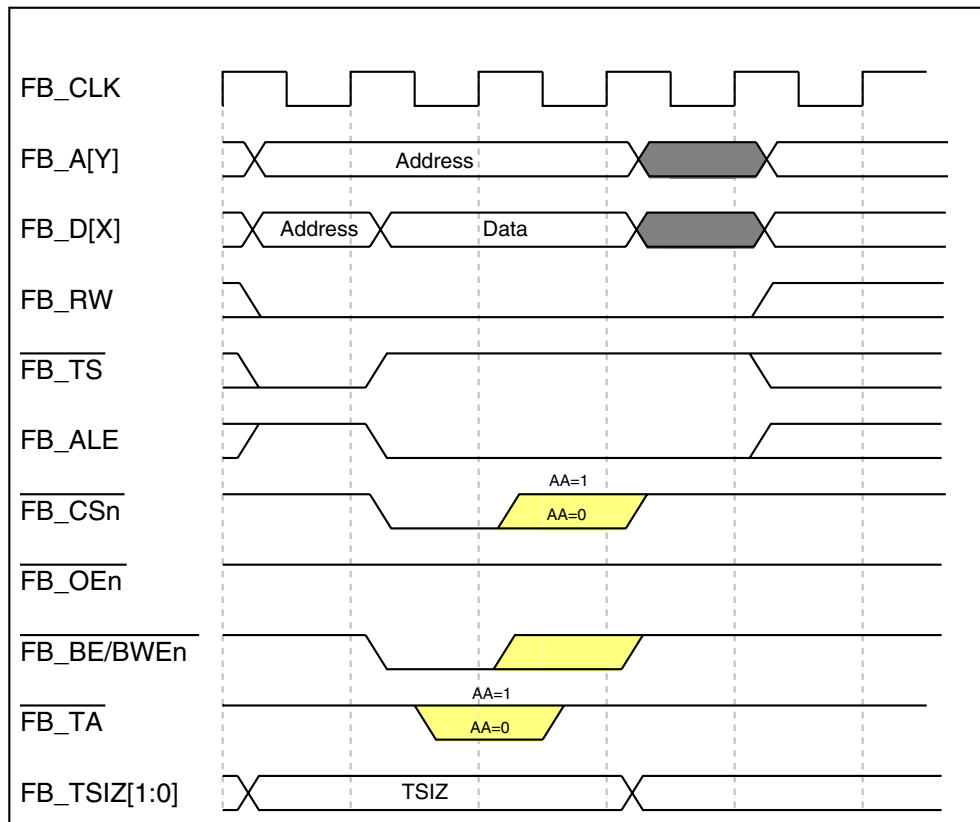 FB_CLK
FB_A[Y]
Address
FB_D[X]
Address
Data
FB_RW
FB_TS
FB_ALE
AA=1
FB_CSn
AA=0
FB_OEn
FB_BE/BWEn
AA=1
FB_TA
AA=0
FB_TSIZ[1:0]
TSIZ